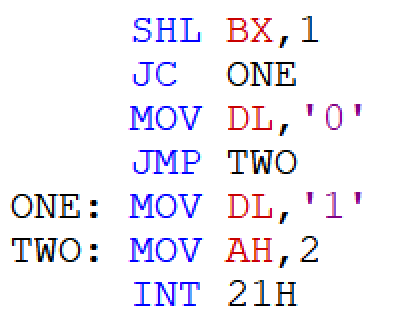 SHL BX,1
JC ONE
MOV DL,'0'
JMP TWO
ONE: MOV DL,'1'
TWO: MOV AH,2
INT 21H